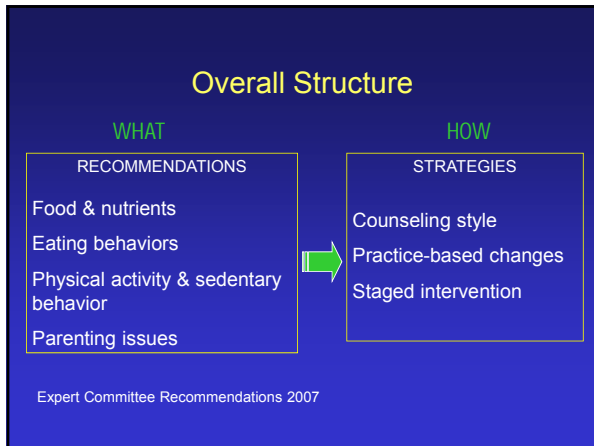 Overall Structure
WHAT
RECOMMENDATIONS
Food & nutrients
Eating behaviors
Physical activity & sedentary
behavior
Parenting issues
HOW
STRATEGIES
Counseling style
Practice-based changes
Staged intervention
Expert Committee Recommendations 2007